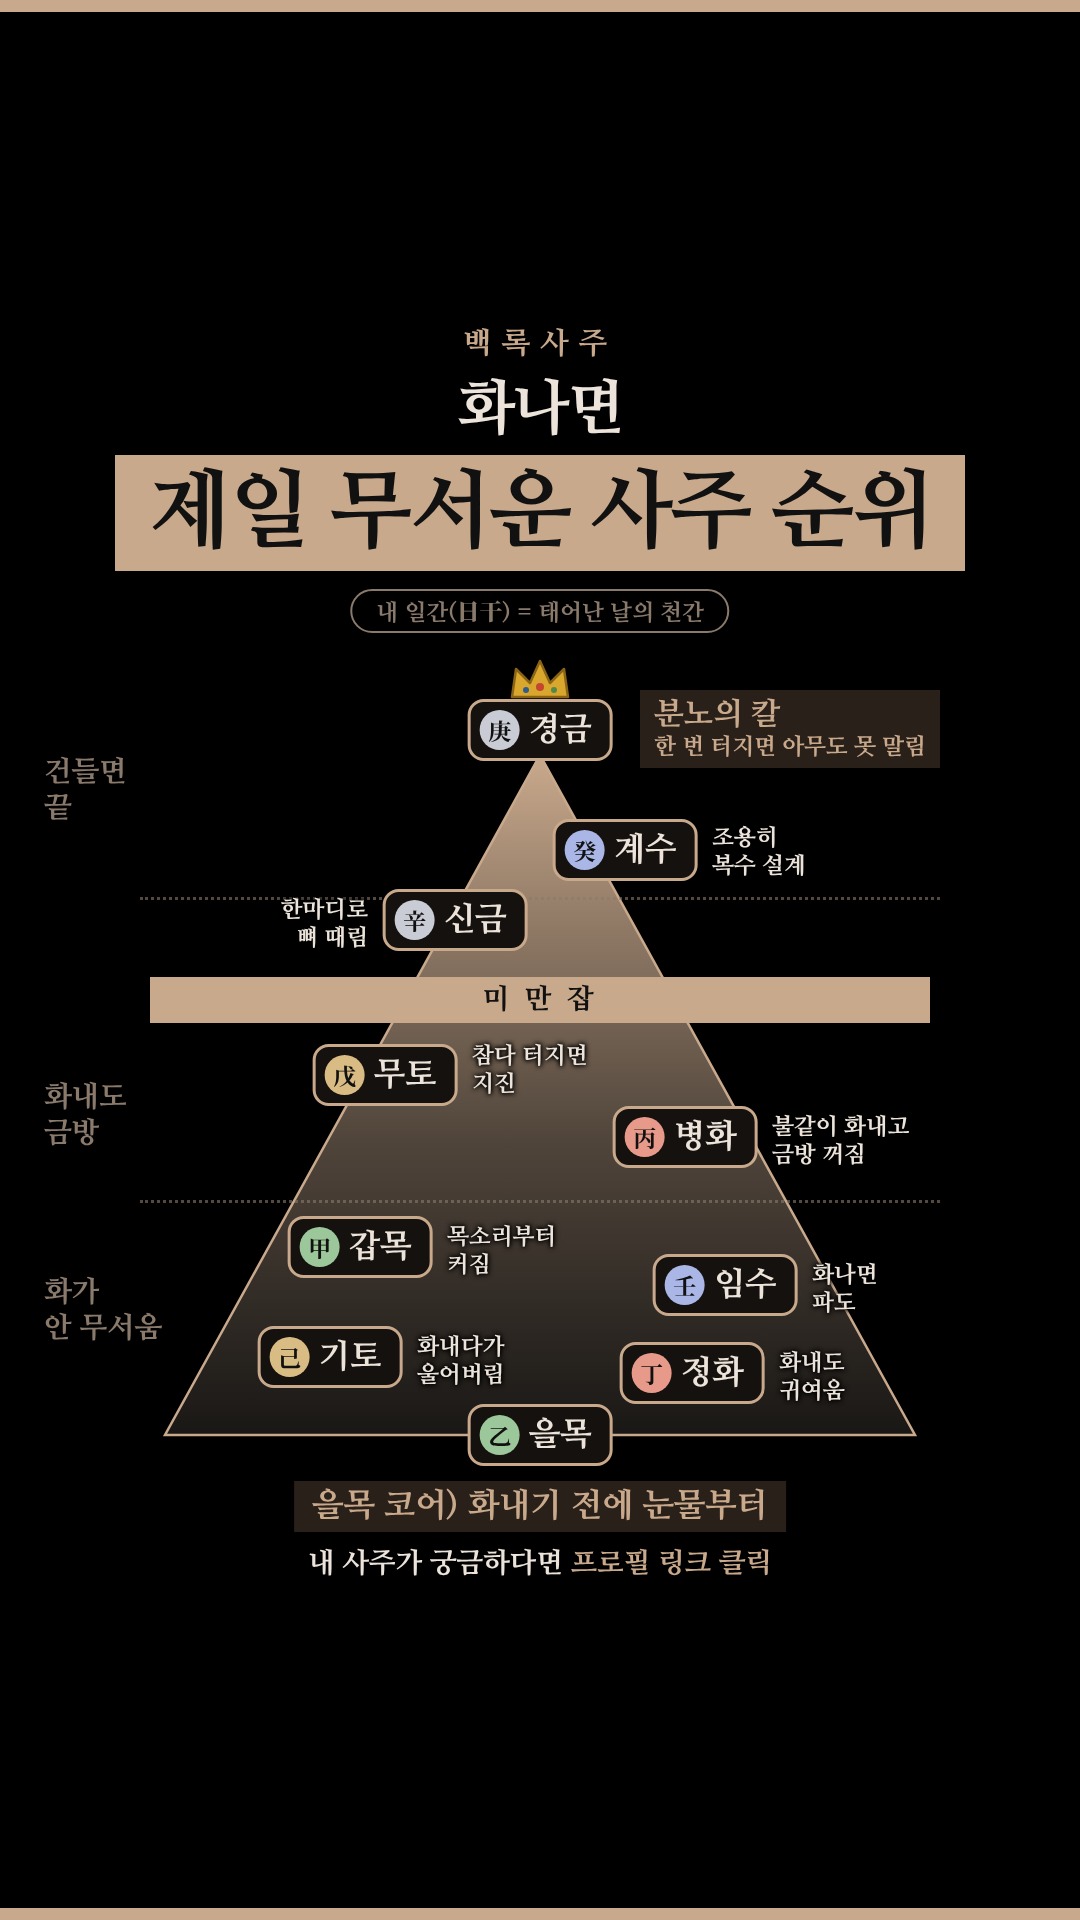 백록사주
화나면
제일 무서운 사주 순위
내 일간(日干) = 태어난 날의 천간
庚 경금
분노의 칼
한 번 터지면 아무도 못 말림
건들면
끝
癸 계수
조용히
복수 설계
한마디로
뼈 때림
辛 신금
미만잡
戊 무토
참다 터지면
지진
화내도
금방
丙 병화
불같이 화내고
금방 꺼짐
甲 갑목
목소리부터
커짐
壬 임수
화나면
파도
화가
안 무서움
己 기토
화내다가
울어버림
丁 정화
화내도
귀여움
乙 을목
을목 코어) 화내기 전에 눈물부터
내 사주가 궁금하다면 프로필 링크 클릭